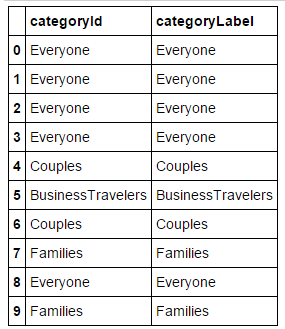 categoryId categoryLabel
0 Everyone Everyone
1 Everyone Everyone
2 Everyone Everyone
3 Everyone Everyone
4 Couples Couples
5 BusinessTravelers BusinessTravelers
6 Couples Couples
7 Families Families
8 Everyone Everyone
9 Families Families